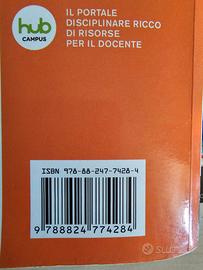 hub
CAMPUS
IL PORTALE
DISCIPLINARE RICCO
DI RISORSE
PER IL DOCENTE
ISBN 978-88-247-7428-4
9 788824 774284
subito